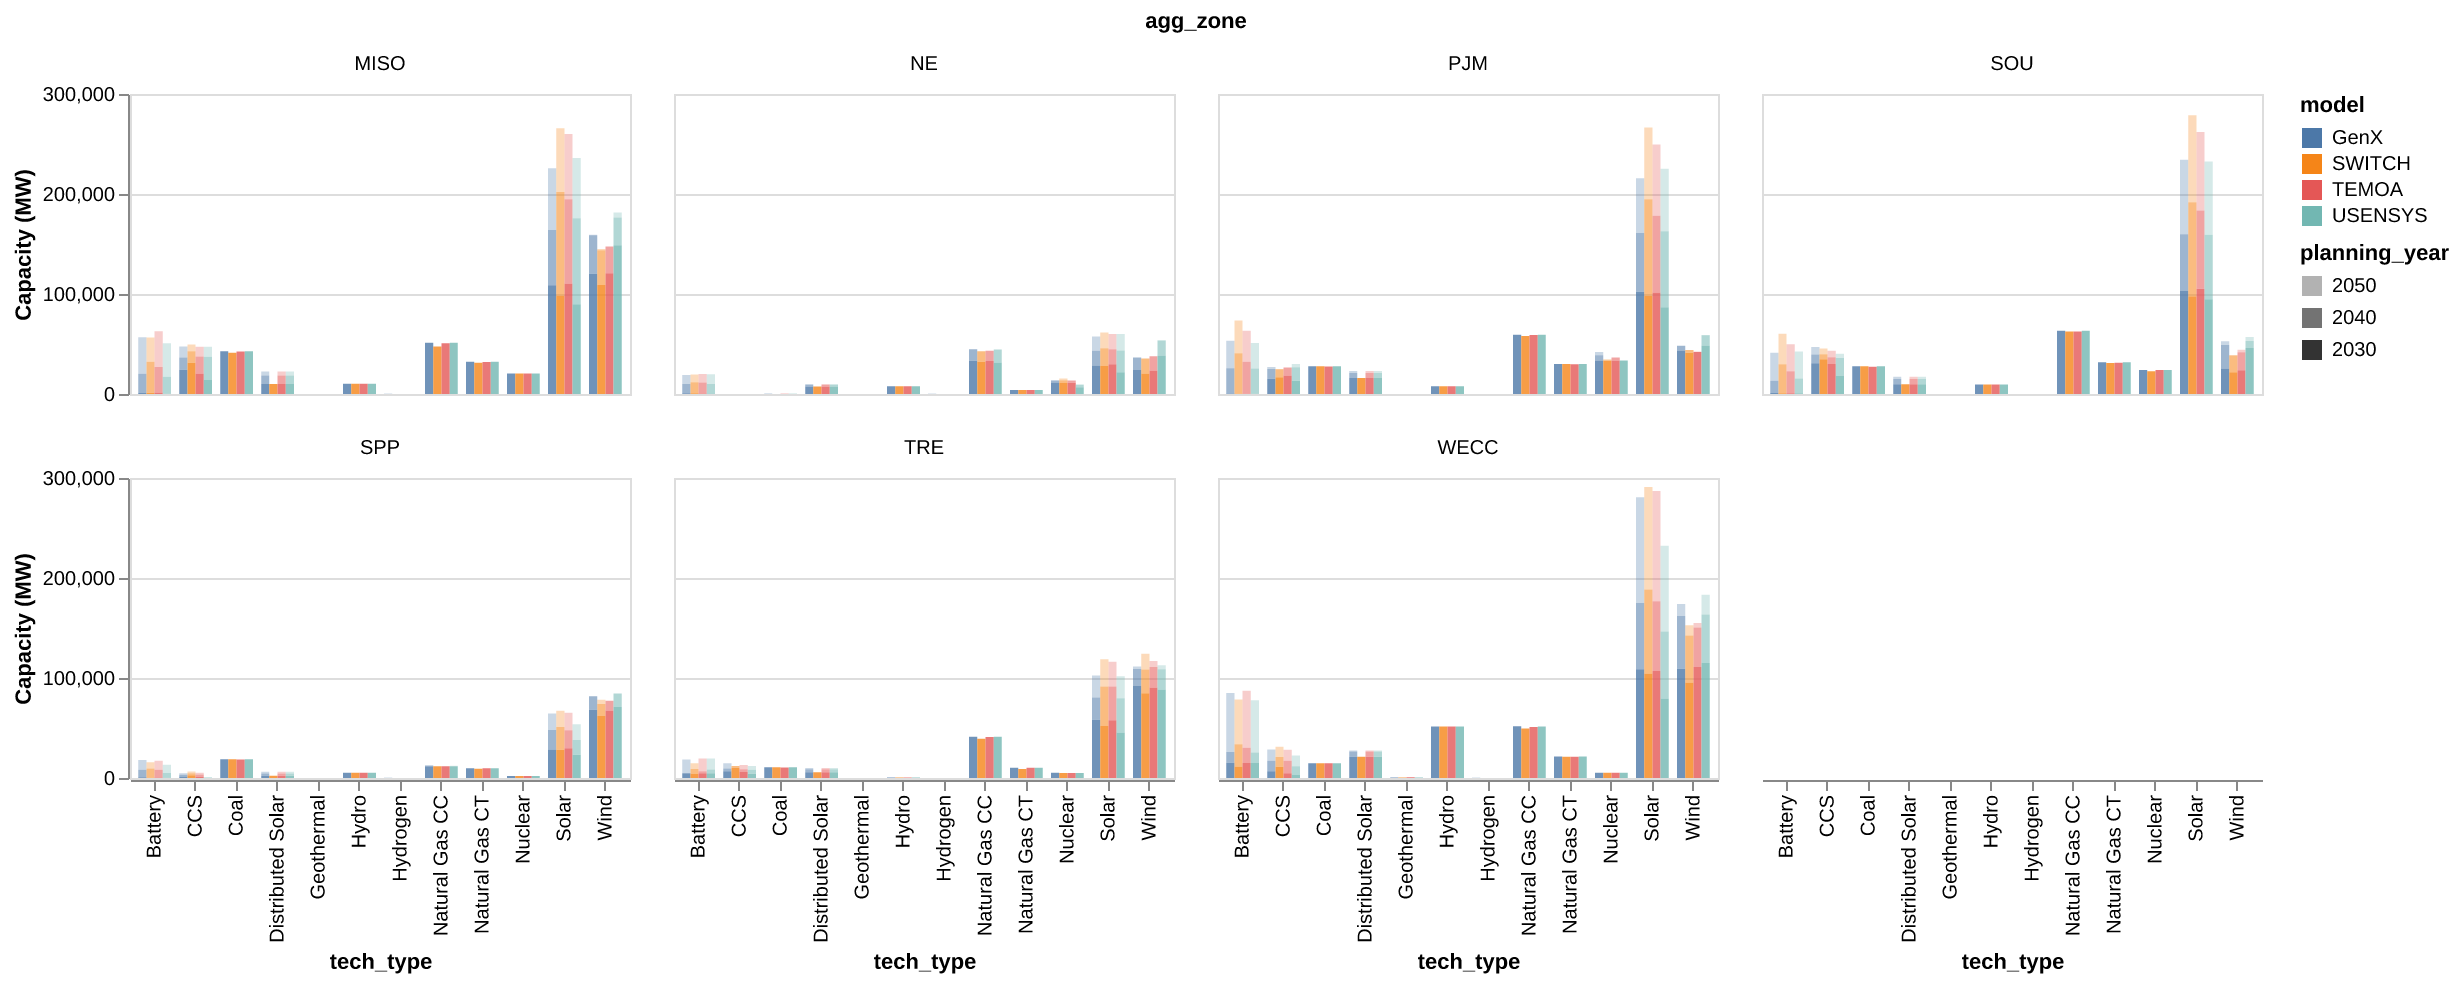 agg_zone
MISO
NE
PJM
SOU
Capacity (MW)
300,000
200,000
100,000
0
model
GenX
SWITCH
TEMOA
USENSYS
planning_year
2050
2040
2030
SPP
TRE
WECC
Capacity (MW)
300,000
200,000
100,000
0
Battery
CCS
Coal
Distributed Solar
Geothermal
Hydro
Hydrogen
Natural Gas CC
Natural Gas CT
Nuclear
Solar
Wind
tech_type
Battery
CCS
Coal
Distributed Solar
Geothermal
Hydro
Hydrogen
Natural Gas CC
Natural Gas CT
Nuclear
Solar
Wind
tech_type
Battery
CCS
Coal
Distributed Solar
Geothermal
Hydro
Hydrogen
Natural Gas CC
Natural Gas CT
Nuclear
Solar
Wind
tech_type
Battery
CCS
Coal
Distributed Solar
Geothermal
Hydro
Hydrogen
Natural Gas CC
Natural Gas CT
Nuclear
Solar
Wind
tech_type